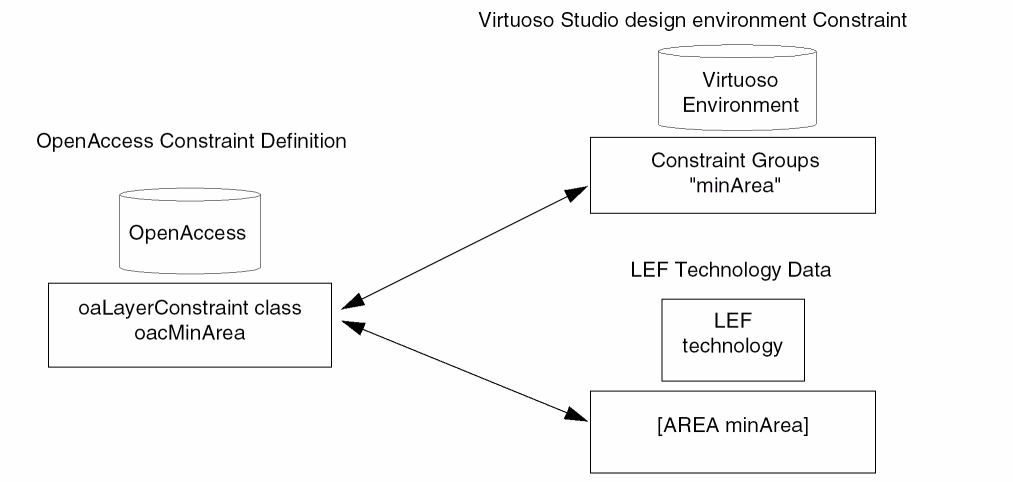 Virtuoso Studio design environment Constraint
Virtuoso
Environment
Constraint Groups
"minArea"
OpenAccess Constraint Definition
OpenAccess
oaLayerConstraint class
oacMinArea
LEF Technology Data
LEF
technology
[AREA minArea]